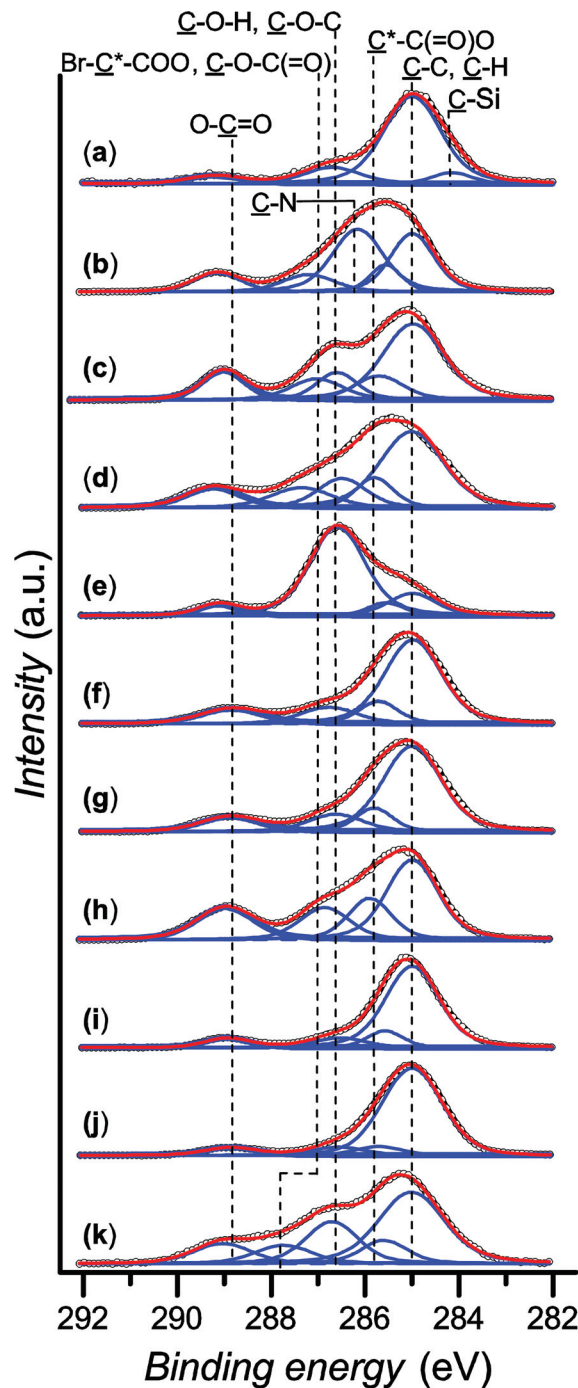 C-O-H, C-O-C
C*-C(=O)O
Br-C*-COO, C-O-C(=O)
C-C, C-H
C-Si
O-C=O
(a)
C-N
(b)
(c)
(d)
(e)
(f)
(g)
(h)
(i)
(j)
(k)
Intensity (a.u.)
292 290 288 286 284 282
Binding energy (eV)